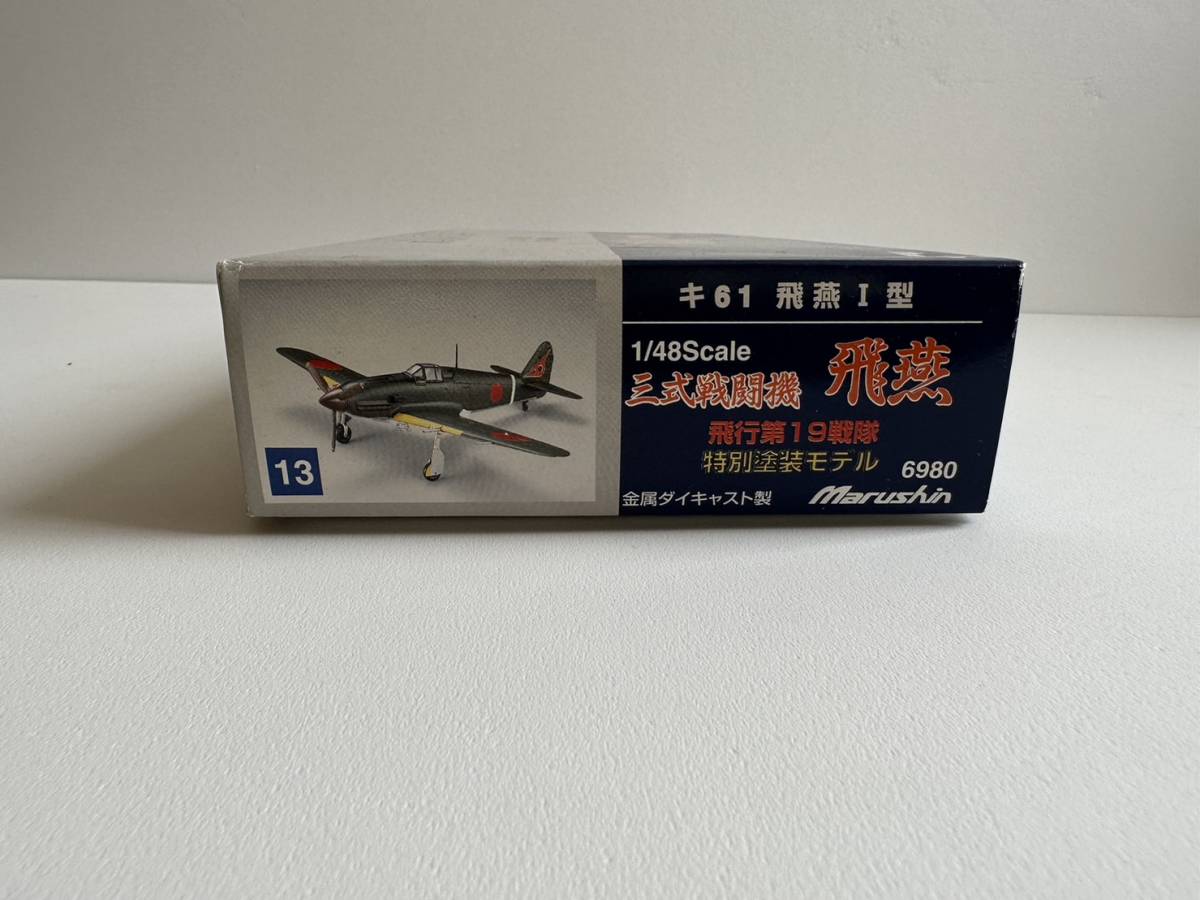 キ61 飛燕I型
1/48Scale
三式戦闘機 飛燕
飛行第19戦隊
特別塗装モデル
6980
金属ダイキャスト製
Marushin
13